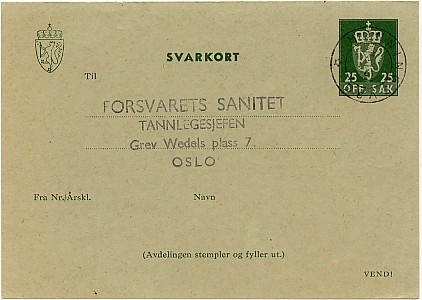 SVARKORT
25 25
OFF. SAK
Til
FORSVARETS SANITET
TANNLEGESJEFEN
Grev Wedels plass 7.
OSLO
Fra Nr./Årskl.
Navn
(Avdelingen stempler og fyller ut.)
VEND!